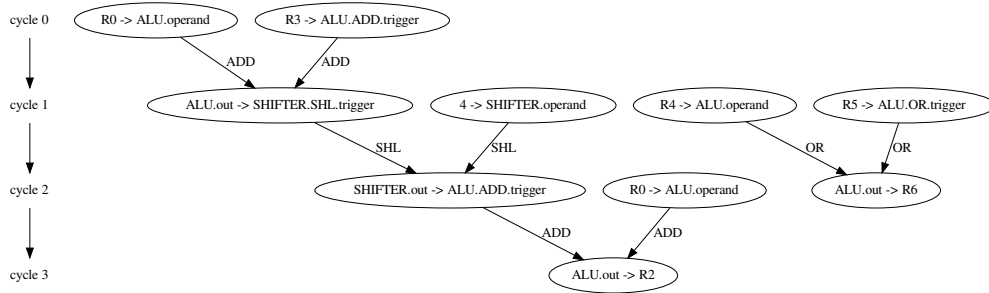 cycle 0
R0 -> ALU.operand
R3 -> ALU.ADD.trigger
ADD
ADD
cycle 1
ALU.out -> SHIFTER.SHL.trigger
4 -> SHIFTER.operand
R4 -> ALU.operand
R5 -> ALU.OR.trigger
SHL
SHL
OR
OR
cycle 2
SHIFTER.out -> ALU.ADD.trigger
R0 -> ALU.operand
ALU.out -> R6
ADD
ADD
cycle 3
ALU.out -> R2